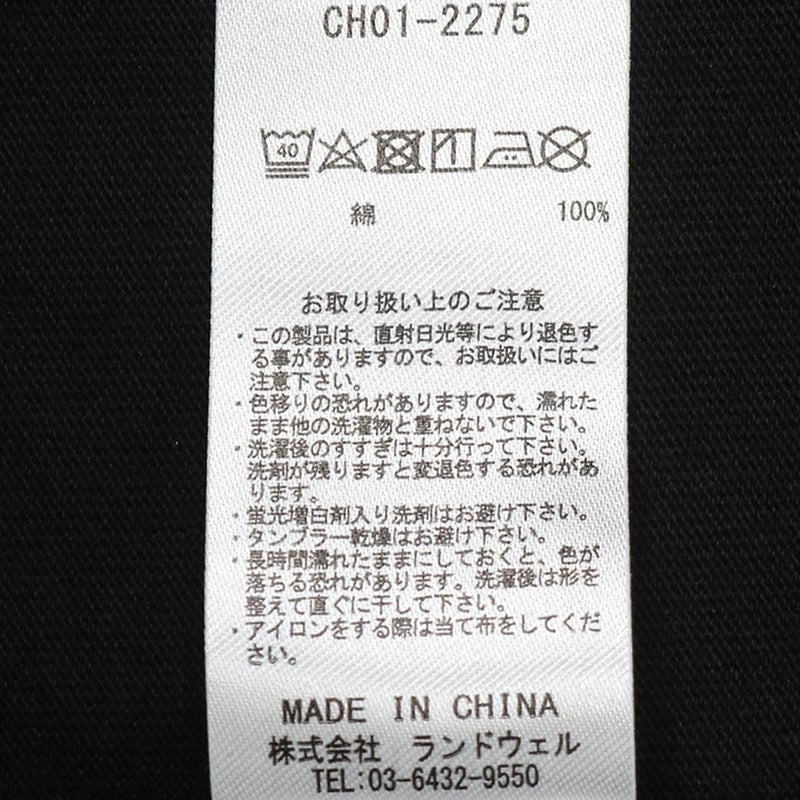 CH01-2275
40
綿 100%
お取り扱い上のご注意
・この製品は、直射日光等により退色す
る事がありますので、お取扱いにはご
注意下さい。
・色移りの恐れがありますので、濡れた
まま他の洗濯物と重ねないで下さい。
・洗濯後のすすぎは十分行って下さい。
洗剤が残りますと変退色する恐れがあ
ります。
・蛍光増白剤入り洗剤はお避け下さい。
・タンブラー乾燥はお避け下さい。
・長時間濡れたままにしておくと、色が
落ちる恐れがあります。洗濯後は形を
整えて直ぐに干して下さい。
・アイロンをする際は当て布をしてくだ
さい。
MADE IN CHINA
株式会社 ランドウェル
TEL:03-6432-9550